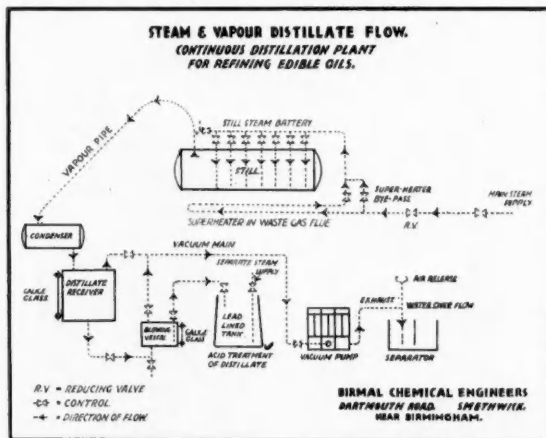 STEAM & VAPOUR DISTILLATE FLOW.
CONTINUOUS DISTILLATION PLANT
FOR REFINING EDIBLE OILS.
STILL STEAM BATTERY
VAPOUR PIPE
STILL
SUPER-HEATER
BYE-PASS
MAIN STEAM
SUPPLY
SUPERHEATER IN WASTE GAS FLUE
R.V.
CONDENSER
VACUUM MAIN
SEPARATE STEAM
SUPPLY
AIR RELEASE
GAUGE
GLASS
DISTILLATE
RECEIVER
EXHAUST
WATER OVER FLOW
LEAD
LINED
TANK
BLOWING
VESSEL
GAUGE
GLASS
ACID TREATMENT
OF DISTILLATE
VACUUM PUMP
SEPARATOR
R.V = REDUCING VALVE
= CONTROL
= DIRECTION OF FLOW.
BIRMAL CHEMICAL ENGINEERS
DARTMOUTH ROAD. SMETHWICK.
NEAR BIRMINGHAM.